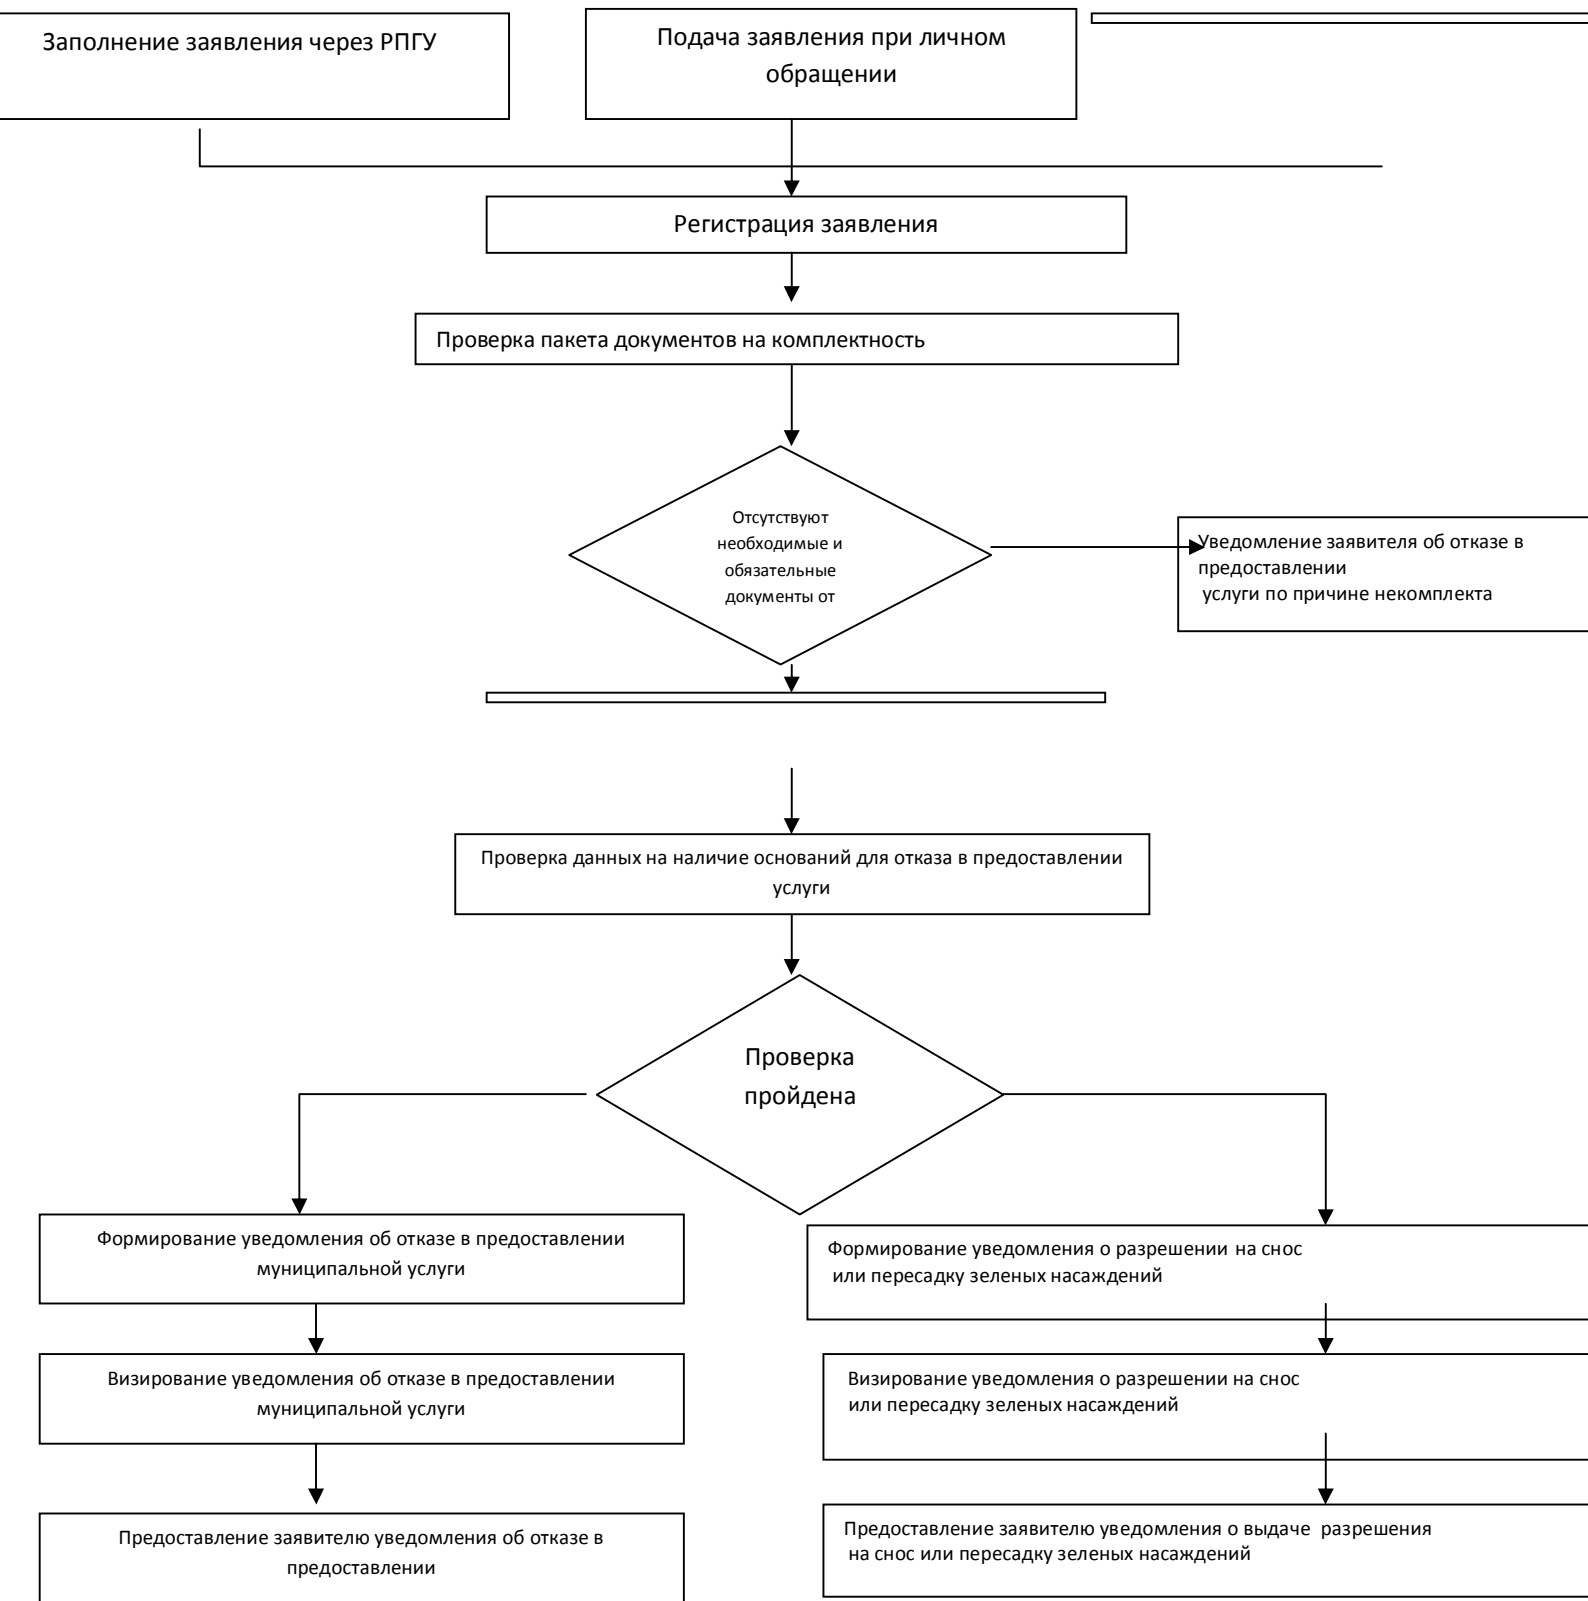 Заполнение заявления через РПГУ
Подача заявления при личном
обращении
Регистрация заявления
Проверка пакета документов на комплектность
Отсутствуют
необходимые и
обязательные
документы от
Уведомление заявителя об отказе в
предоставлении
услуги по причине некомплекта
Проверка данных на наличие оснований для отказа в предоставлении
услуги
Проверка
пройдена
Формирование уведомления об отказе в предоставлении
муниципальной услуги
Формирование уведомления о разрешении на снос
или пересадку зеленых насаждений
Визирование уведомления об отказе в предоставлении
муниципальной услуги
Визирование уведомления о разрешении на снос
или пересадку зеленых насаждений
Предоставление заявителю уведомления об отказе в
предоставлении
Предоставление заявителю уведомления о выдаче разрешения
на снос или пересадку зеленых насаждений